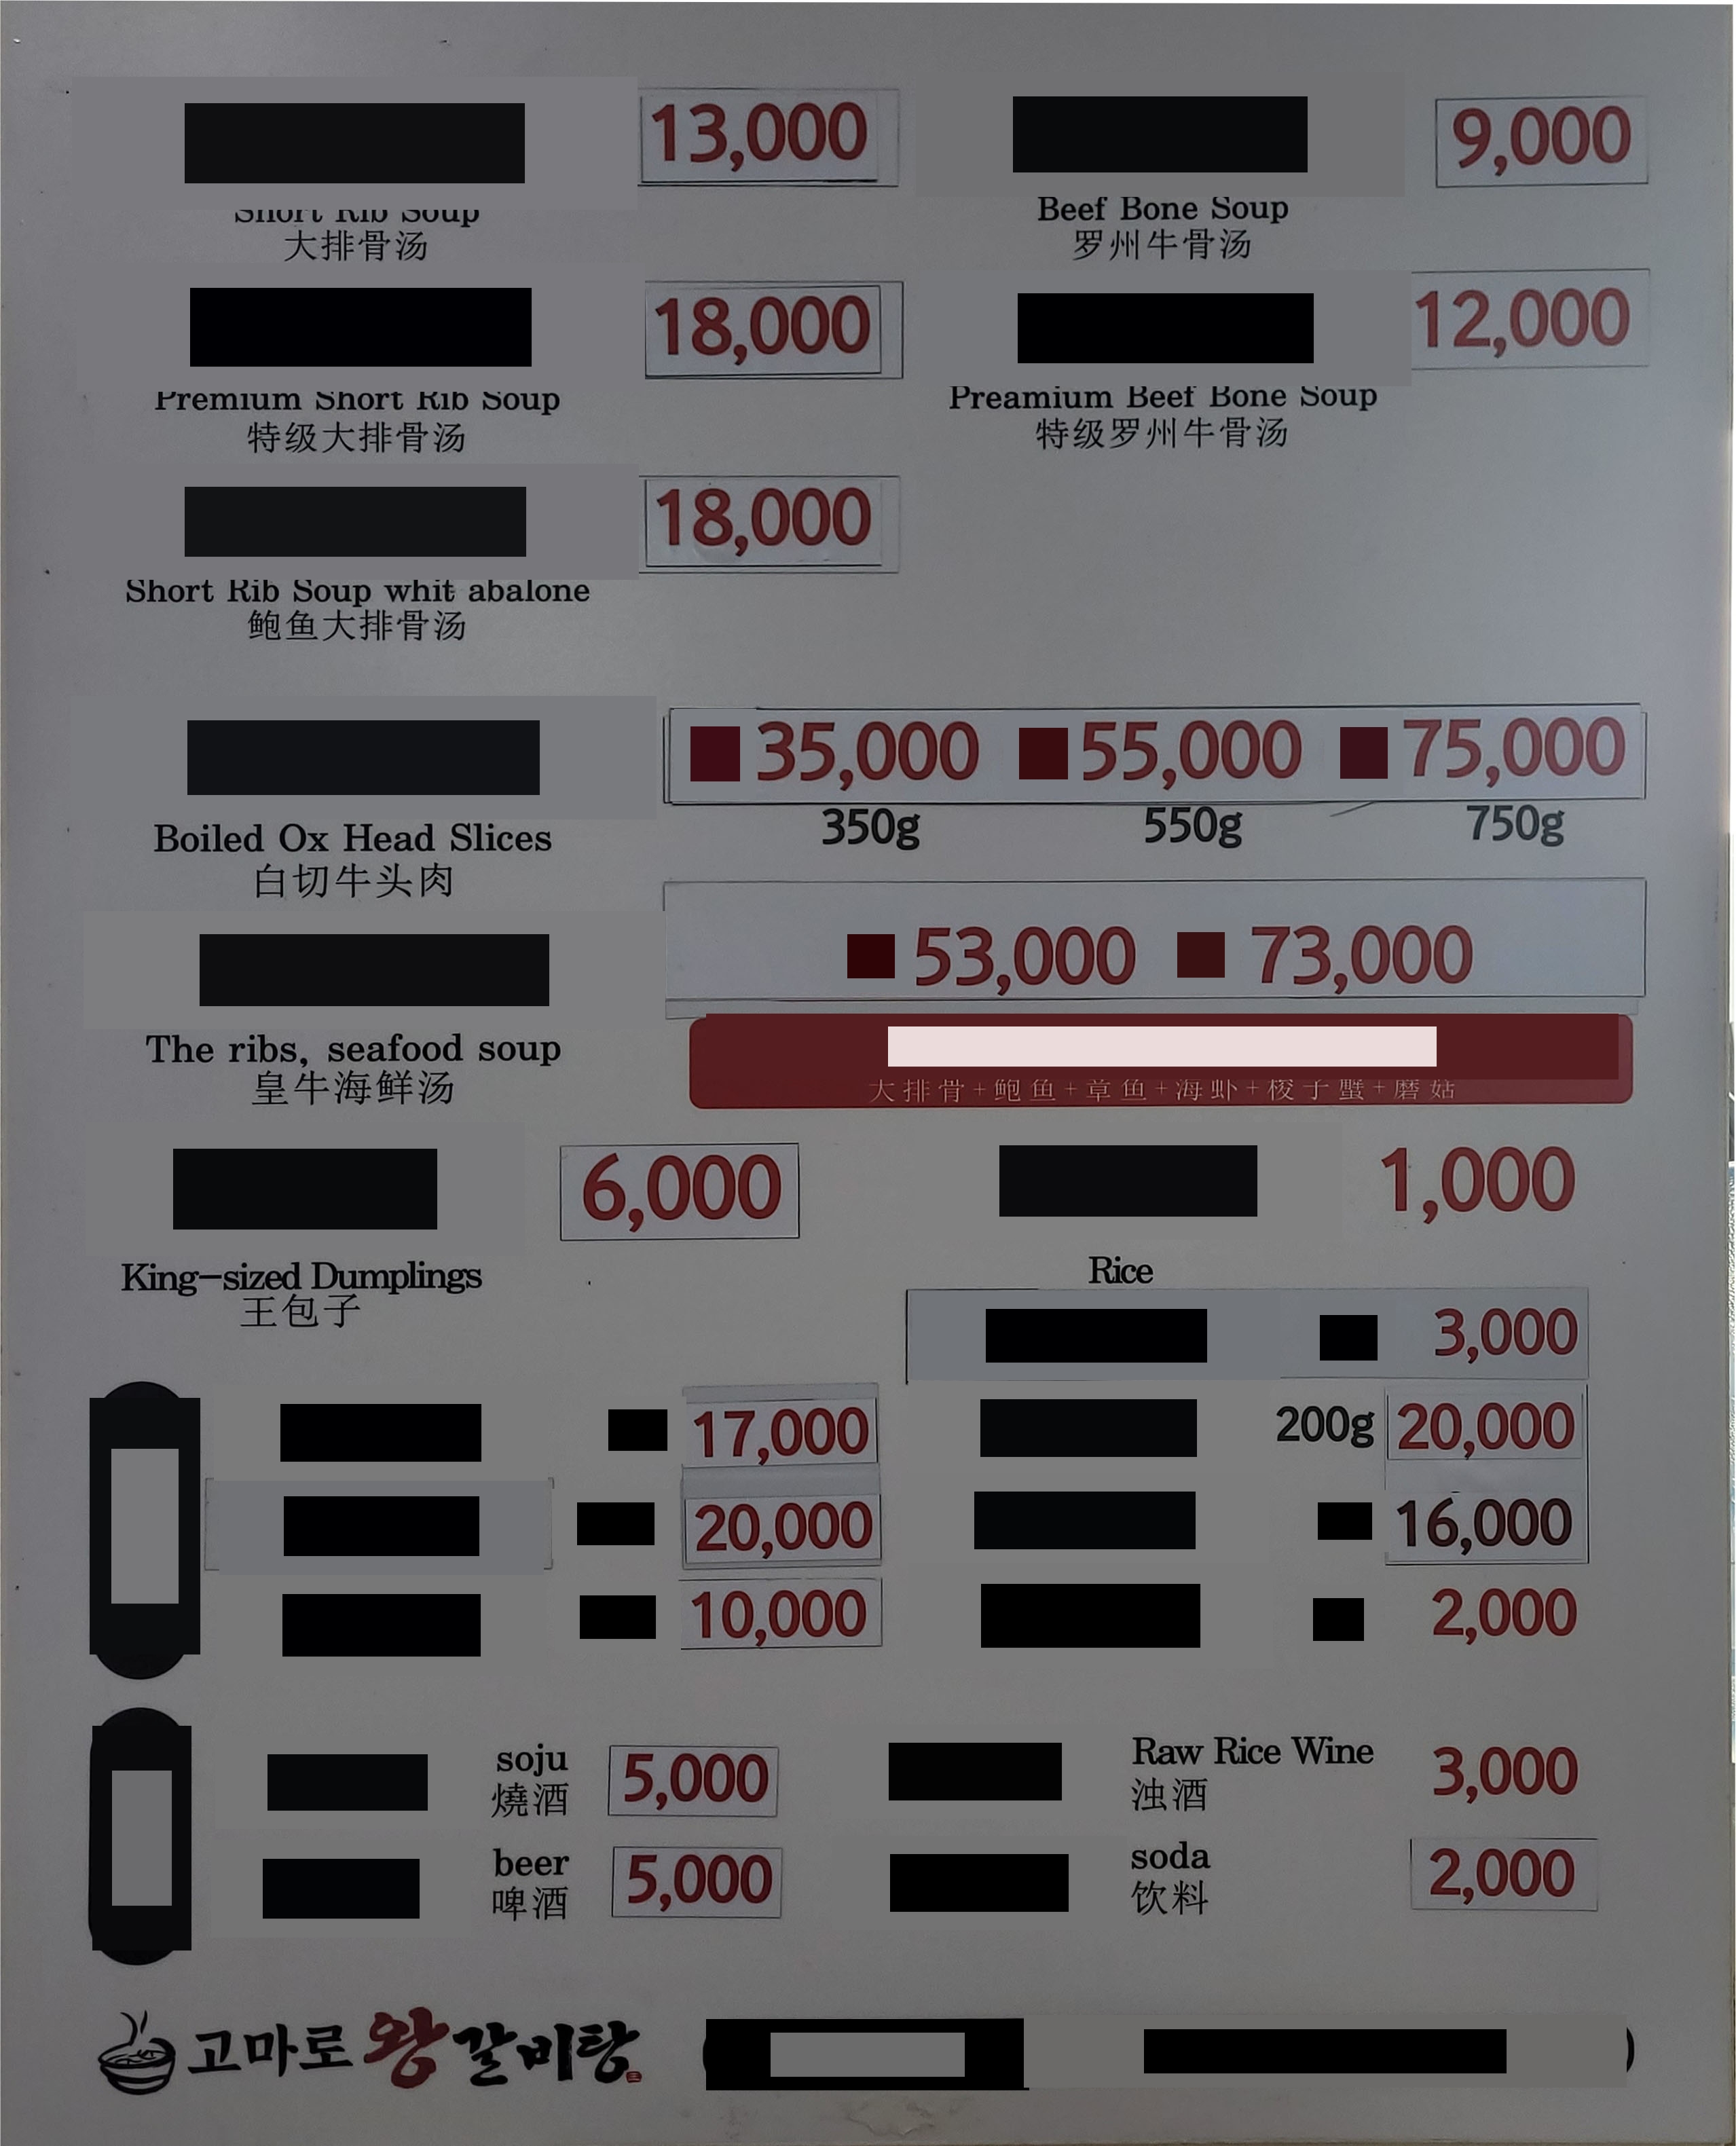 13,000
9,000
Short Rib Soup
大排骨汤
Beef Bone Soup
罗州牛骨汤
18,000
12,000
Premium Short Rib Soup
特级大排骨汤
Preamium Beef Bone Soup
特级罗州牛骨汤
18,000
Short Rib Soup whit abalone
鲍鱼大排骨汤
35,000 55,000 75,000
350g 550g 750g
Boiled Ox Head Slices
白切牛头肉
53,000 73,000
The ribs, seafood soup
皇牛海鲜汤
大排骨+鲍鱼+章鱼+海虾+梭子蟹+磨菇
6,000
1,000
King-sized Dumplings
王包子
Rice
3,000
17,000
200g 20,000
20,000
16,000
10,000
2,000
soju 5,000
燒酒
Raw Rice Wine 3,000
浊酒
beer 5,000
啤酒
soda 2,000
饮料
고마로 왕갈비탕